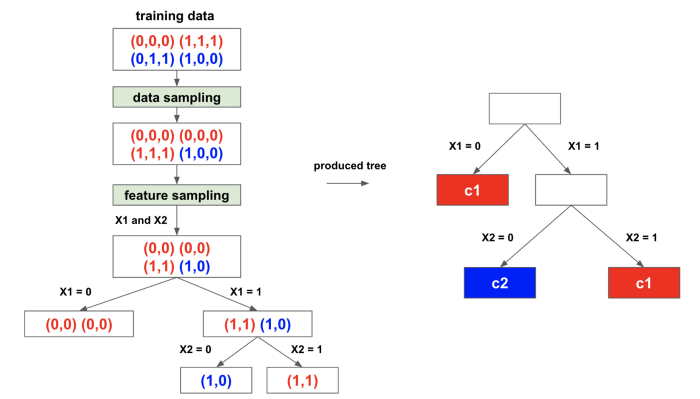 training data
(0,0,0) (1,1,1)
(0,1,1) (1,0,0)
data sampling
(0,0,0) (0,0,0)
(1,1,1) (1,0,0)
feature sampling
X1 and X2
(0,0) (0,0)
(1,1) (1,0)
X1 = 0
X1 = 1
(0,0) (0,0)
(1,1) (1,0)
X2 = 0
X2 = 1
(1,0)
(1,1)
produced tree
X1 = 0
X1 = 1
c1
X2 = 0
X2 = 1
c2
c1